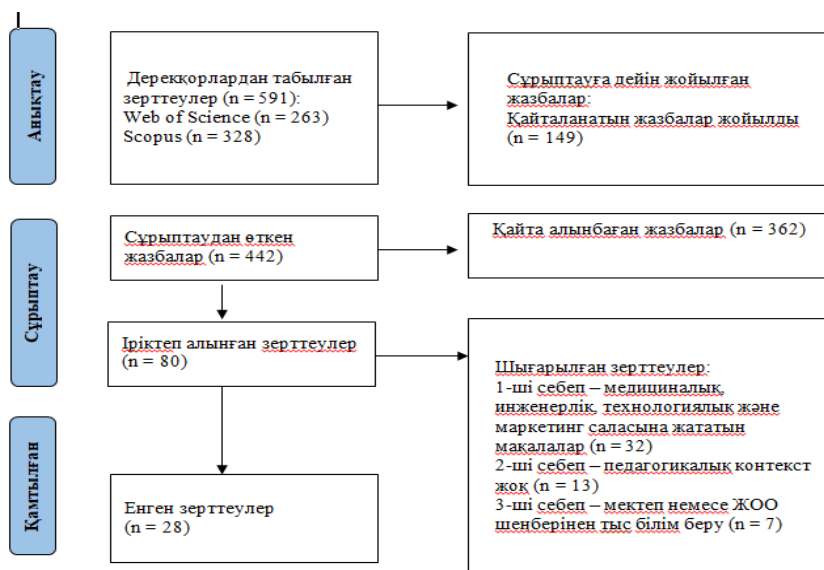 Анықтау
Дерекқорлардан табылған
зерттеулер (n = 591):
Web of Science (n = 263)
Scopus (n = 328)
Сұрыптауға дейін жойылған
жазбалар:
Қайталанатын жазбалар жойылды
(n = 149)
Сұрыптау
Сұрыптаудан өткен
жазбалар (n = 442)
Қайта алынбаған жазбалар (n = 362)
Іріктеп алынған зерттеулер
(n = 80)
Шығарылған зерттеулер:
1-ші себеп – медициналық,
инженерлік, технологиялық және
маркетинг саласына жататын
мақалалар (n = 32)
2-ші себеп – педагогикалық контекст
жоқ (n = 13)
3-ші себеп – мектеп немесе ЖОО
шеңберінен тыс білім беру (n = 7)
Қамтылған
Енген зерттеулер
(n = 28)